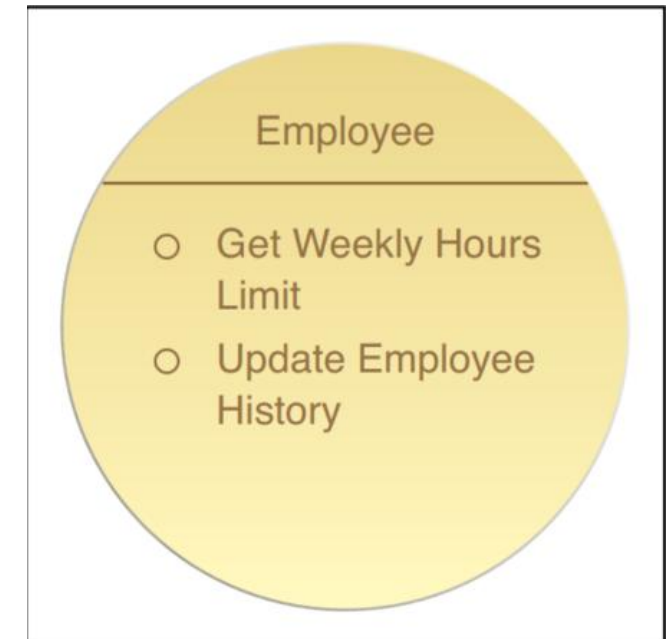 Employee
Get Weekly Hours
Limit
Update Employee
History